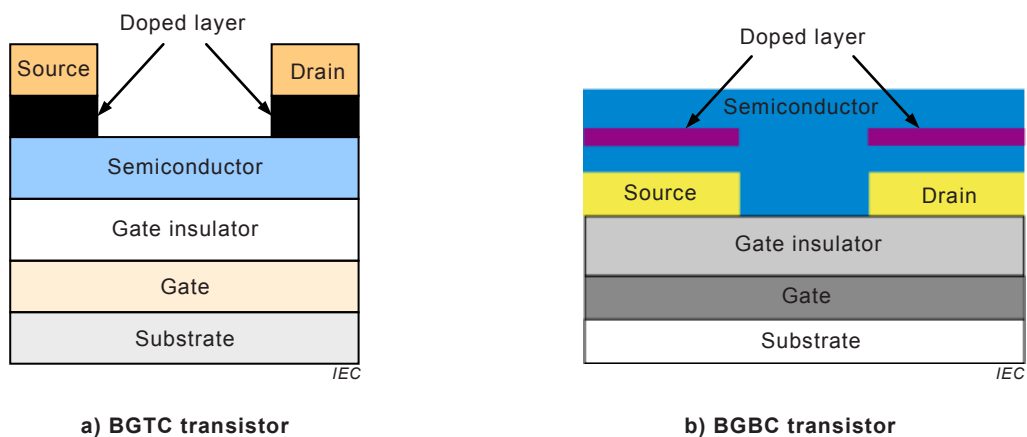 Doped layer
Source
Drain
Semiconductor
Gate insulator
Gate
Substrate
IEC
a) BGTC transistor
Doped layer
Semiconductor
Source
Drain
Gate insulator
Gate
Substrate
IEC
b) BGBC transistor